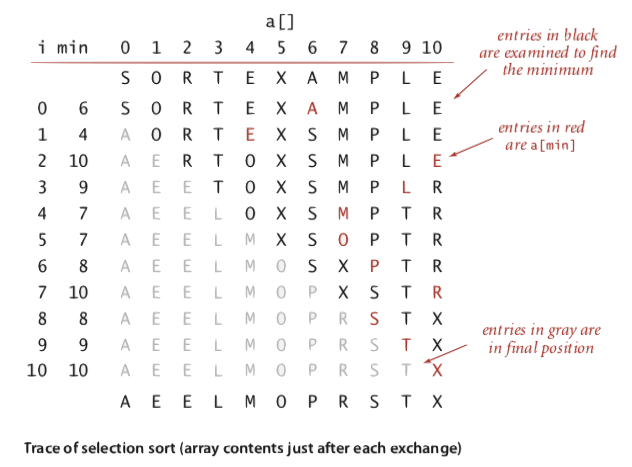 a[]
i min 0 1 2 3 4 5 6 7 8 9 10
S O R T E X A M P L E
0 6 S O R T E X A M P L E
1 4 A O R T E X S M P L E
2 10 A E R T O X S M P L E
3 9 A E E T O X S M P L R
4 7 A E E L O X S M P T R
5 7 A E E L M X S O P T R
6 8 A E E L M O S X P T R
7 10 A E E L M O P X S T R
8 8 A E E L M O P R S T X
9 9 A E E L M O P R S T X
10 10 A E E L M O P R S T X
A E E L M O P R S T X
entries in black
are examined to find
the minimum
entries in red
are a[min]
entries in gray are
in final position
Trace of selection sort (array contents just after each exchange)